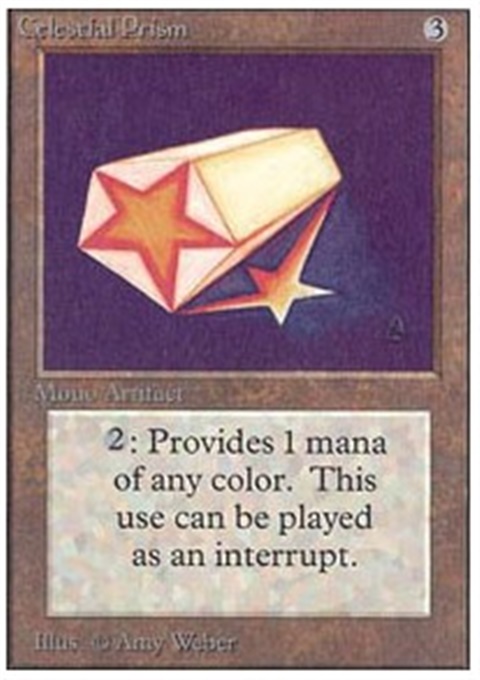 Celestial Prism
3
Mono Artifact
2: Provides 1 mana
of any color. This
use can be played
as an interrupt.
Illus. © Amy Weber